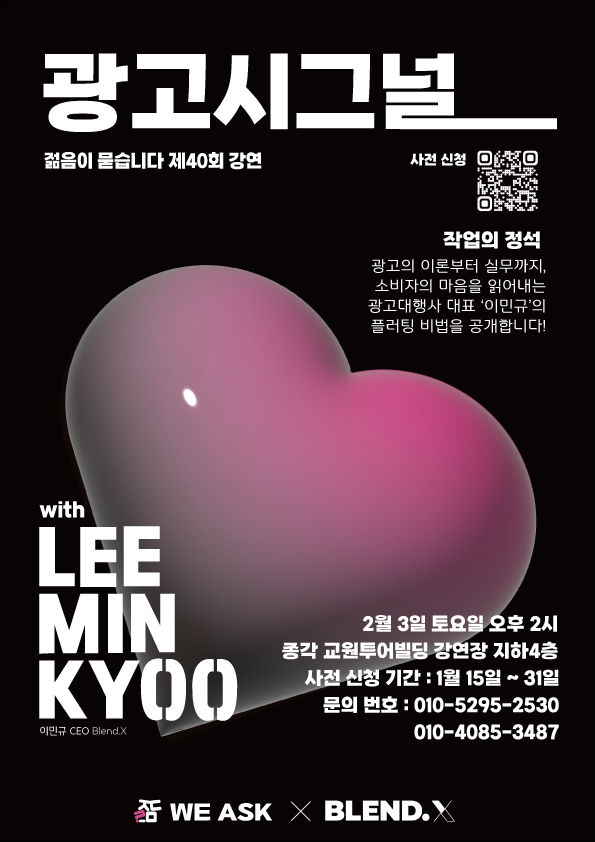 광고시그널
젊음이 묻습니다 제40회 강연
사전 신청
작업의 정석
광고의 이론부터 실무까지,
소비자의 마음을 읽어내는
광고대행사 대표 ‘이민규’의
플러팅 비법을 공개합니다!
with
LEE
MIN
KYOO
이민규 CEO Blend.X
2월 3일 토요일 오후 2시
종각 교원투어빌딩 강연장 지하4층
사전 신청 기간 : 1월 15일 ~ 31일
문의 번호 : 010-5295-2530
010-4085-3487
젊 WE ASK × BLEND.X